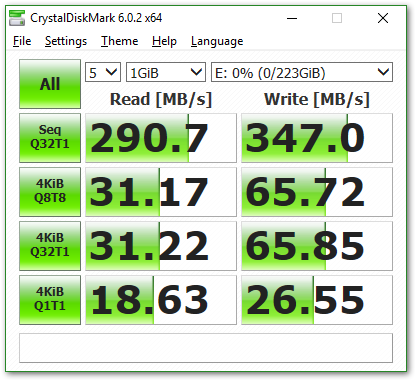 CrystalDiskMark 6.0.2 x64
File Settings Theme Help Language
All 5 1GiB E: 0% (0/223GiB)
Read [MB/s] Write [MB/s]
Seq
Q32T1 290.7 347.0
4KiB
Q8T8 31.17 65.72
4KiB
Q32T1 31.22 65.85
4KiB
Q1T1 18.63 26.55